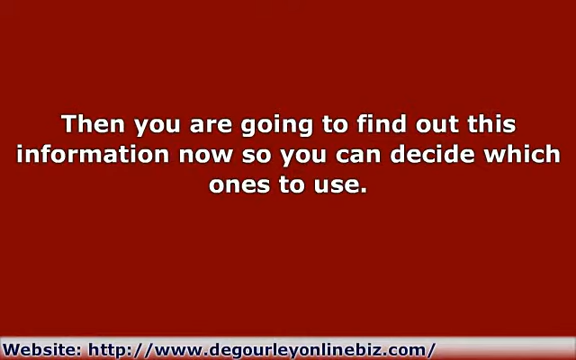 Then you are going to find out this
information now so you can decide which
ones to use.
Website: http://www.degourleyonlinebiz.com/